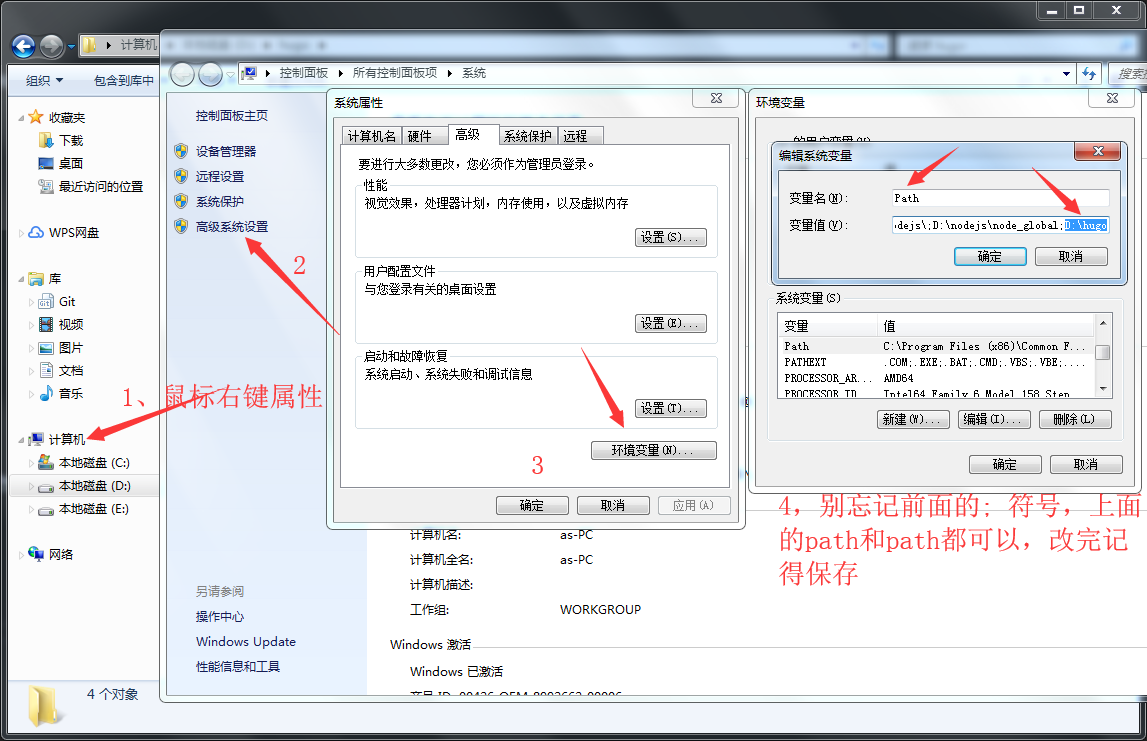 计算机
组织
包含到库中
收藏夹
下载
桌面
最近访问的位置
WPS网盘
库
Git
视频
图片
文档
音乐
1、鼠标右键属性
计算机
本地磁盘 (C:)
本地磁盘 (D:)
本地磁盘 (E:)
网络
4 个对象
控制面板 所有控制面板项 系统
控制面板主页
设备管理器
远程设置
系统保护
高级系统设置
2
另请参阅
操作中心
Windows Update
性能信息和工具
系统属性
计算机名 硬件 高级 系统保护 远程
要进行大多数更改，您必须作为管理员登录。
性能
视觉效果，处理器计划，内存使用，以及虚拟内存
设置(S)...
用户配置文件
与您登录有关的桌面设置
设置(E)...
启动和故障恢复
系统启动、系统失败和调试信息
设置(T)...
环境变量(N)...
3
确定 取消 应用(A)
计算机名: as-PC
计算机全名: as-PC
计算机描述:
工作组: WORKGROUP
Windows 激活
Windows 已激活
环境变量
编辑系统变量
变量名(N): Path
变量值(V): dejs\;D:\nodejs\node_global;D:\hugo
确定 取消
系统变量(S)
变量 值
Path C:\Program Files (x86)\Common F...
PATHEXT .COM;.EXE;.BAT;.CMD;.VBS;.VBE;....
PROCESSOR_AR... AMD64
PROCESSOR_ID Intel64 Family 6 Model 158 Step
新建(W)... 编辑(I)... 删除(L)
确定 取消
4，别忘记前面的; 符号，上面
的path和path都可以，改完记
得保存